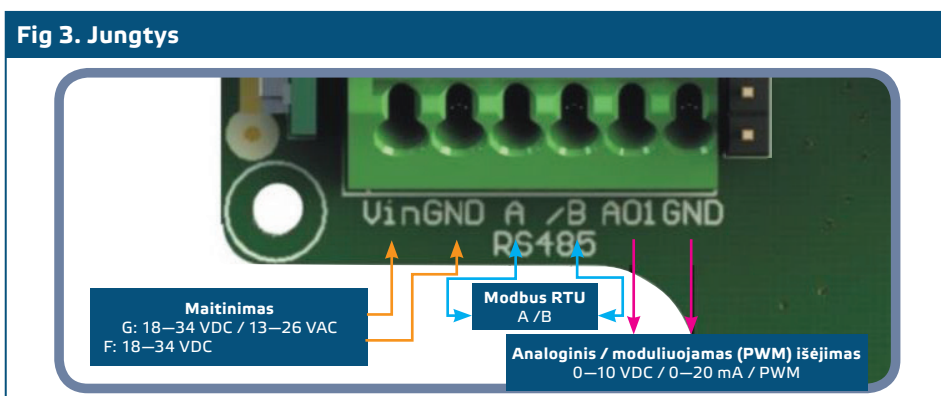 Fig 3. Jungtys
VinGND A /B AO1 GND
RS485
Maitinimas
G: 18—34 VDC / 13—26 VAC
F: 18—34 VDC
Modbus RTU
A /B
Analoginis / moduliuojamas (PWM) išėjimas
0—10 VDC / 0—20 mA / PWM